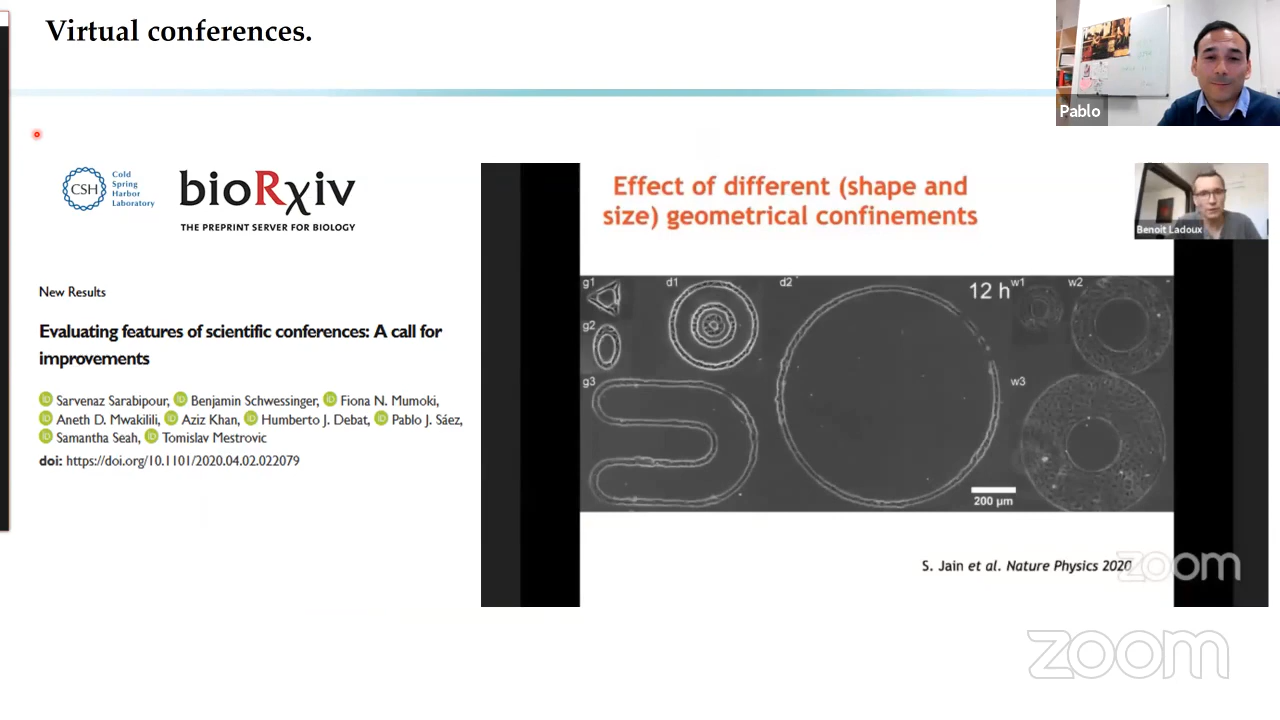 Virtual conferences.
Pablo
CSH
Cold
Spring
Harbor
Laboratory
bioRχiv
THE PREPRINT SERVER FOR BIOLOGY
New Results
Evaluating features of scientific conferences: A call for
improvements
Sarvenaz Sarabipour, Benjamin Schwessinger, Fiona N. Mumoki,
Aneth D. Mwakilili, Aziz Khan, Humberto J. Debat, Pablo J. Sáez,
Samantha Seah, Tomislav Mestrovic
doi: https://doi.org/10.1101/2020.04.02.022079
Effect of different (shape and
size) geometrical confinements
Benoit Ladoux
g1
d1
d2
12 h
w1
w2
g2
g3
w3
200 µm
S. Jain et al. Nature Physics 2020
zoom
zoom